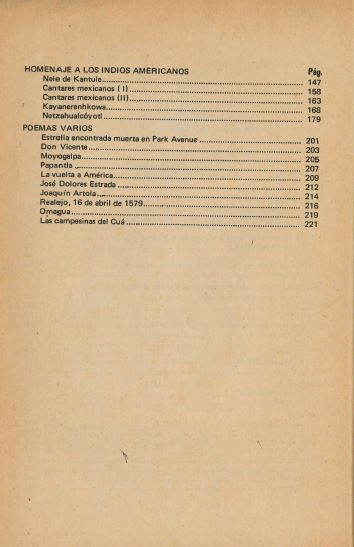 HOMENAJE A LOS INDIOS AMERICANOS Pág.
Nele de Kantule 147
Cantares mexicanos (I) 158
Cantares mexicanos (II) 163
Kayanerenhkowa 168
Netzahualcóyotl 179
POEMAS VARIOS
Estrella encontrada muerta en Park Avenue 201
Don Vicente 203
Moyogalpa 205
Papantla 207
La vuelta a América 209
José Dolores Estrada 212
Joaquín Artola 214
Realejo, 16 de abril de 1579 216
Omagua 219
Las campesinas del Cuá 221